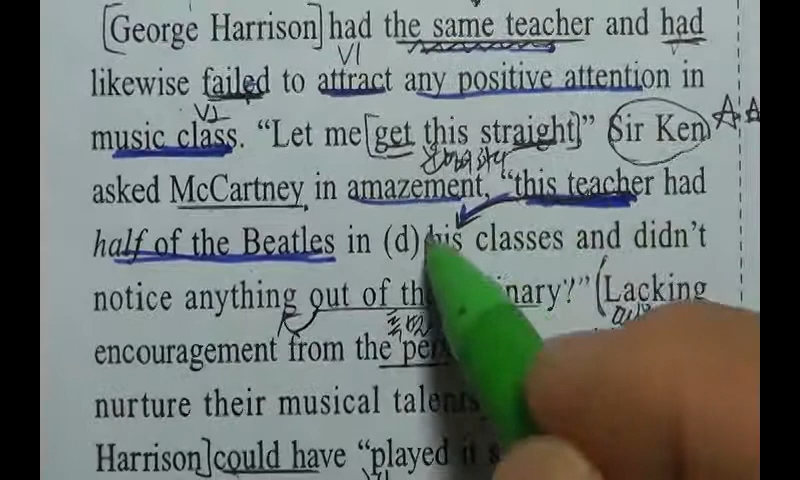 [George Harrison] had the same teacher and had
likewise failed to attract any positive attention in
music class. “Let me [get this straight]” Sir Ken
asked McCartney in amazement, “this teacher had
half of the Beatles in (d) his classes and didn’t
notice anything out of th nary?” (Lacking
encouragement from the pe
nurture their musical talents
Harrison] could have “played it s